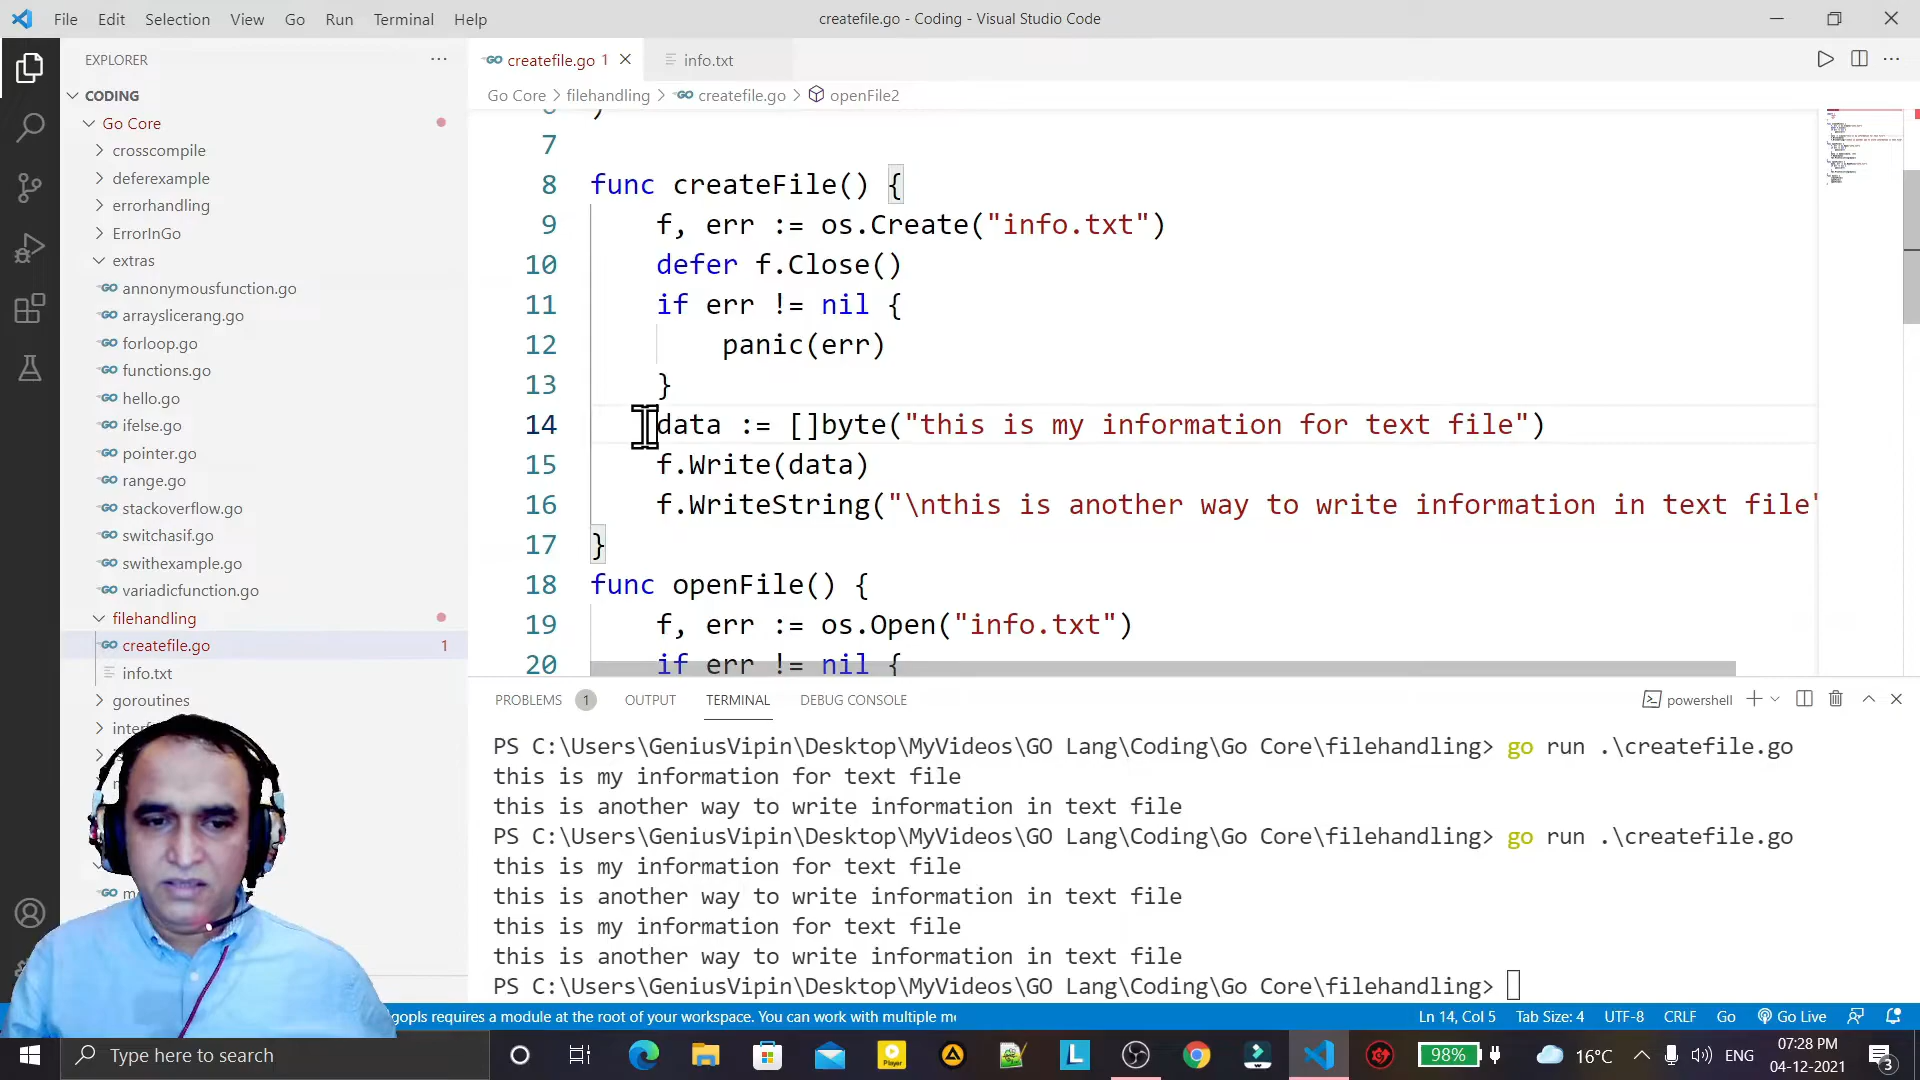 File Edit Selection View Go Run Terminal Help
createfile.go - Coding - Visual Studio Code
EXPLORER
CODING
Go Core
crosscompile
deferexample
errorhandling
ErrorInGo
extras
annonymousfunction.go
arrayslicerang.go
forloop.go
functions.go
hello.go
ifelse.go
pointer.go
range.go
stackoverflow.go
switchasif.go
swithexample.go
variadicfunction.go
filehandling
createfile.go 1
info.txt
goroutines
createfile.go 1
info.txt
Go Core > filehandling > createfile.go > openFile2
7
8 func createFile() {
9 f, err := os.Create("info.txt")
10 defer f.Close()
11 if err != nil {
12 panic(err)
13 }
14 data := []byte("this is my information for text file")
15 f.Write(data)
16 f.WriteString("\nthis is another way to write information in text file"
17 }
18 func openFile() {
19 f, err := os.Open("info.txt")
20 if err != nil {
PROBLEMS 1 OUTPUT TERMINAL DEBUG CONSOLE
powershell
PS C:\Users\GeniusVipin\Desktop\MyVideos\GO Lang\Coding\Go Core\filehandling> go run .\createfile.go
this is my information for text file
this is another way to write information in text file
PS C:\Users\GeniusVipin\Desktop\MyVideos\GO Lang\Coding\Go Core\filehandling> go run .\createfile.go
this is my information for text file
this is another way to write information in text file
this is my information for text file
this is another way to write information in text file
PS C:\Users\GeniusVipin\Desktop\MyVideos\GO Lang\Coding\Go Core\filehandling>
gopls requires a module at the root of your workspace. You can work with multiple
Ln 14, Col 5 Tab Size: 4 UTF-8 CRLF Go Go Live
Type here to search
98% 16°C ENG
07:28 PM
04-12-2021
3